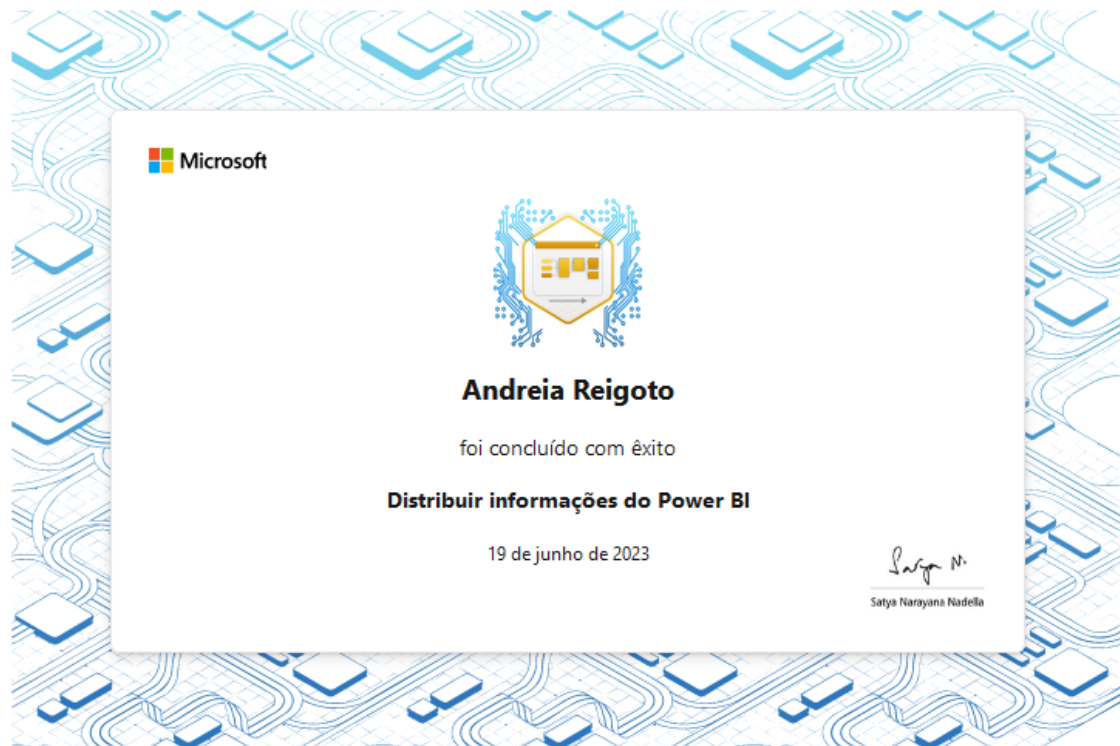 Microsoft
Andreia Reigoto
foi concluído com êxito
Distribuir informações do Power BI
19 de junho de 2023
Satya N.
Satya Narayana Nadella